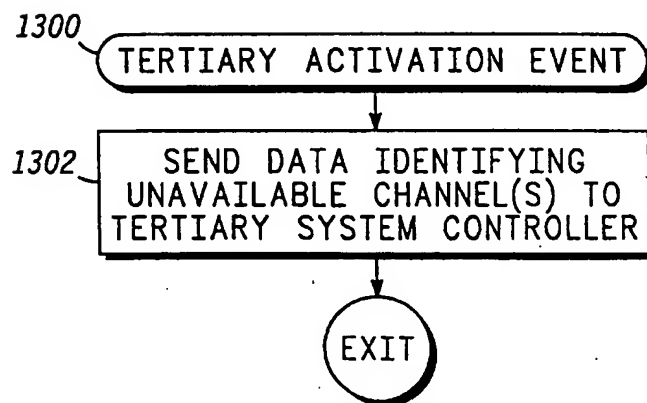 1300
TERTIARY ACTIVATION EVENT
1302
SEND DATA IDENTIFYING
UNAVAILABLE CHANNEL(S) TO
TERTIARY SYSTEM CONTROLLER
EXIT